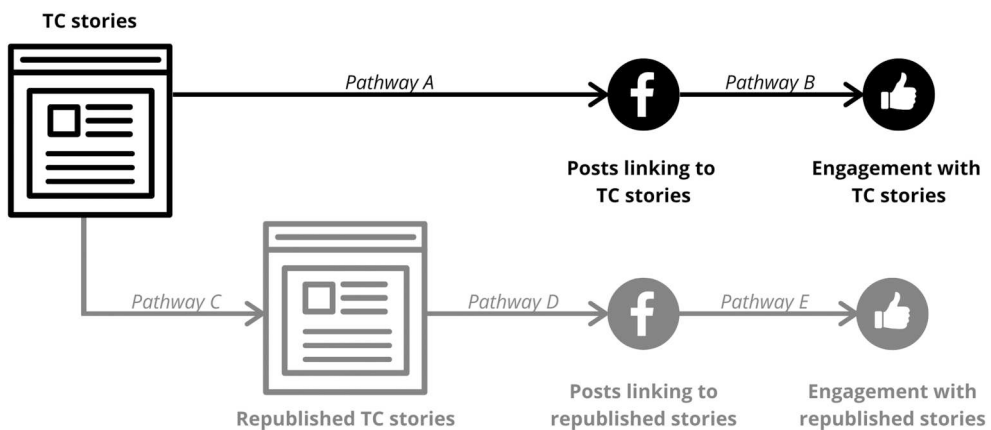 TC stories
Pathway A
Pathway B
Posts linking to
TC stories
Engagement with
TC stories
Pathway C
Pathway D
Pathway E
Republished TC stories
Posts linking to
republished stories
Engagement with
republished stories